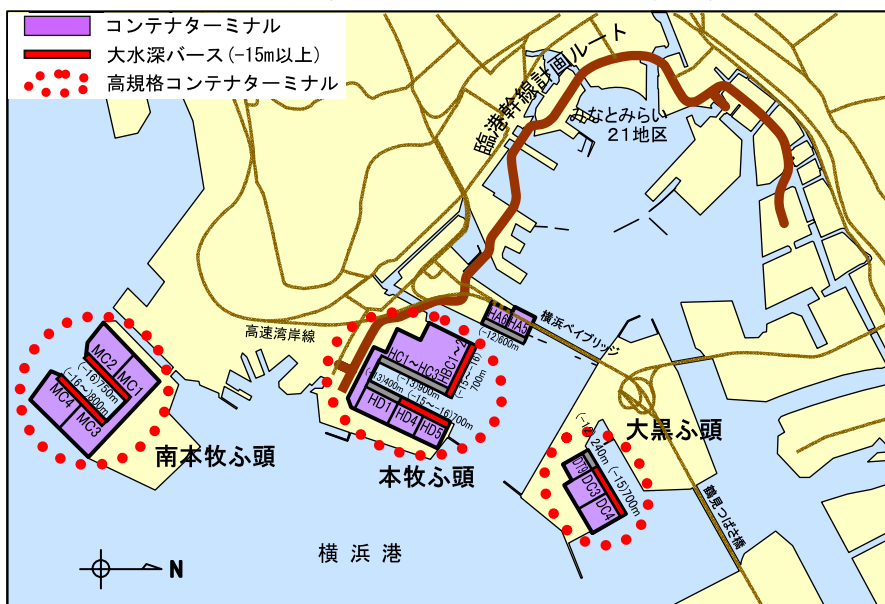 コンテナターミナル
大水深バース(-15m以上)
高規格コンテナターミナル
臨港幹線計画ルート
みなとみらい
21地区
高速湾岸線
横浜ベイブリッジ
HA6
HA5
(-12)600m
HC1~HC3
HBC1~2
(-15~-16)
700m
(-13)900m
(-13)400m
(-15~-16)700m
HD1
HD4
HD5
本牧ふ頭
MC2
MC1
(-16)750m
(-16~)800m
MC4
MC3
南本牧ふ頭
大黒ふ頭
240m
(-15)700m
DT9
DC3
DC4
鶴見つばさ橋
横浜港
N